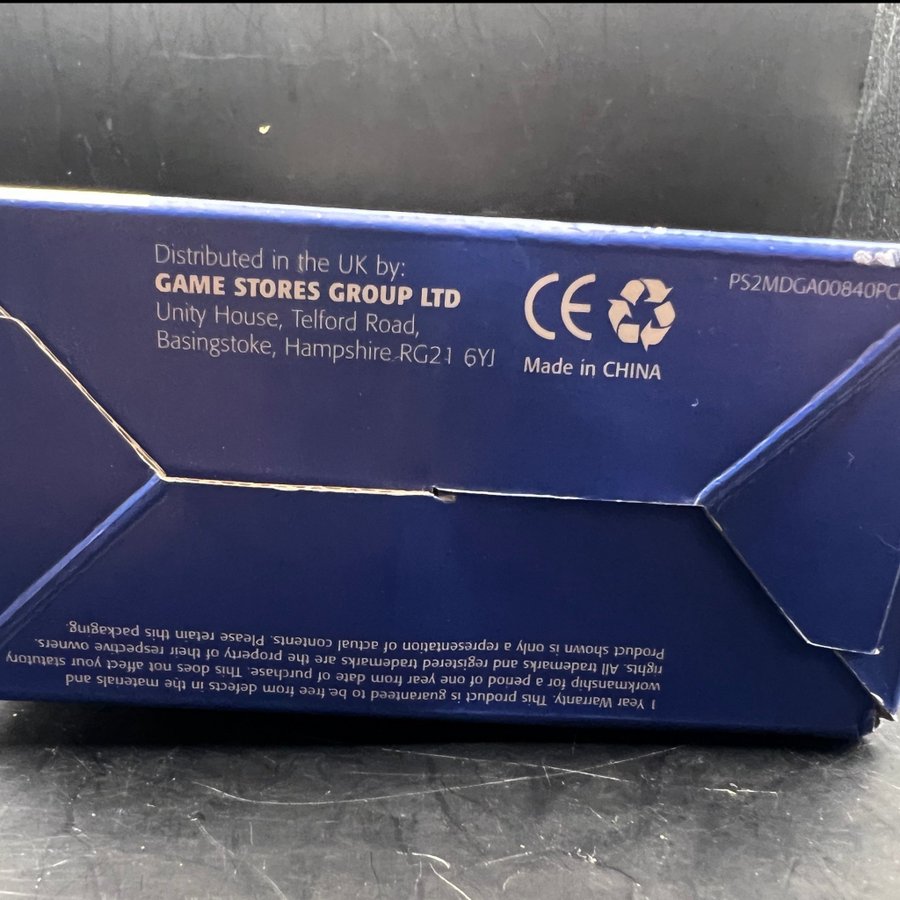 Distributed in the UK by:
GAME STORES GROUP LTD
Unity House, Telford Road,
Basingstoke, Hampshire RG21 6YJ
CE
Made in CHINA
PS2MDGA00840PC
1 Year Warranty. This product is guaranteed to be free from defects in the materials and
workmanship for a period of one year from date of purchase. This does not affect your statutory
rights. All trademarks and registered trademarks are the property of their respective owners.
Product shown is only a representation of actual contents. Please retain this packaging.